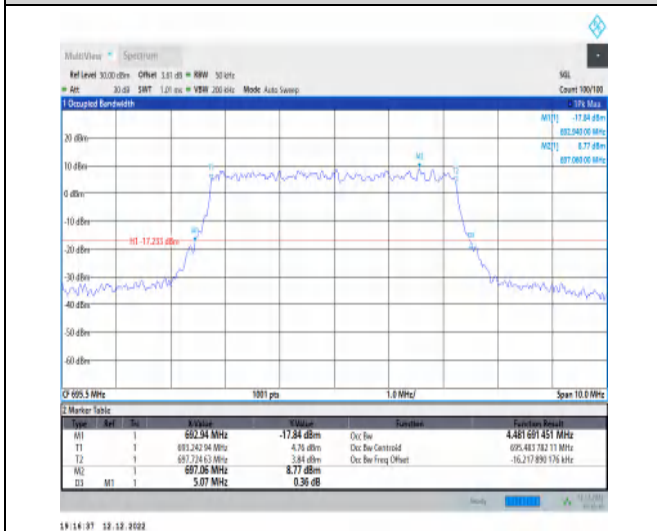 MultiView Spectrum
Ref Level 30.00 dBm Offset 3.61 dB RBW 50 kHz SGL
Att 30 dB SWT 1.01 ms VBW 200 kHz Mode Auto Sweep Count 100/100
1 Occupied Bandwidth 1Pk Max
M1[1] -17.84 dBm
692.940 00 MHz
20 dBm
M2[1] 8.77 dBm
697.060 00 MHz
10 dBm
M2
0 dBm
-10 dBm
H1 -17.235 dBm
-20 dBm
-30 dBm
-40 dBm
-50 dBm
-60 dBm
CF 695.5 MHz 1001 pts 1.0 MHz/ Span 10.0 MHz
2 Marker Table
Type Ref Trc X-Value Y-Value Function Function Result
M1 1 692.94 MHz -17.84 dBm Occ Bw 4.481 691 451 MHz
T1 1 693.242 94 MHz 4.76 dBm Occ Bw Centroid 695.483 782 11 MHz
T2 1 697.724 63 MHz 3.84 dBm Occ Bw Freq Offset -16.217 890 176 kHz
M2 1 697.06 MHz 8.77 dBm
D3 M1 1 5.07 MHz 0.36 dB
Ready
19:16:37 12.12.2022